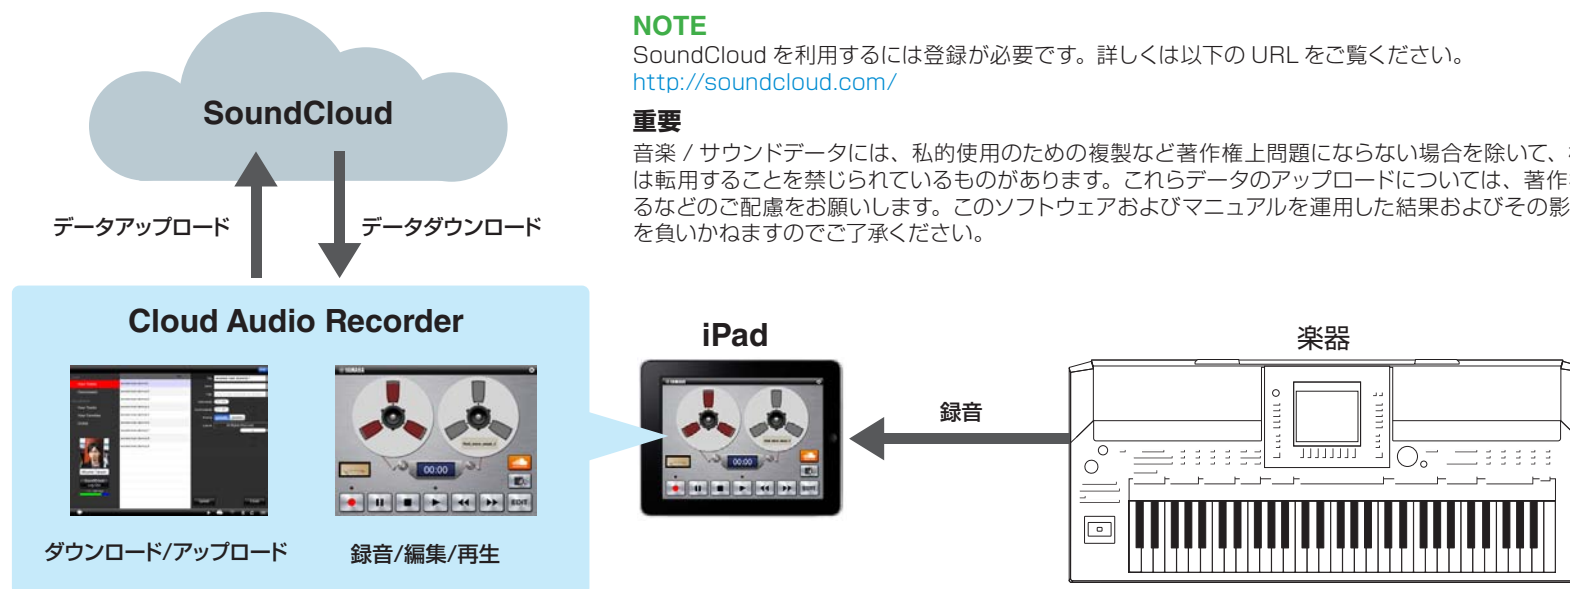 SoundCloud
データアップロード
データダウンロード
NOTE
SoundCloud を利用するには登録が必要です。詳しくは以下の URL をご覧ください。
http://soundcloud.com/
重要
音楽 / サウンドデータには、私的使用のための複製など著作権上問題にならない場合を除いて、
は転用することを禁じられているものがあります。これらデータのアップロードについては、著作
るなどのご配慮をお願いします。このソフトウェアおよびマニュアルを運用した結果およびその影
を負いかねますのでご了承ください。
Cloud Audio Recorder
ダウンロード/アップロード
00:00
EDIT
録音/編集/再生
iPad
00:00
EDIT
録音
楽器